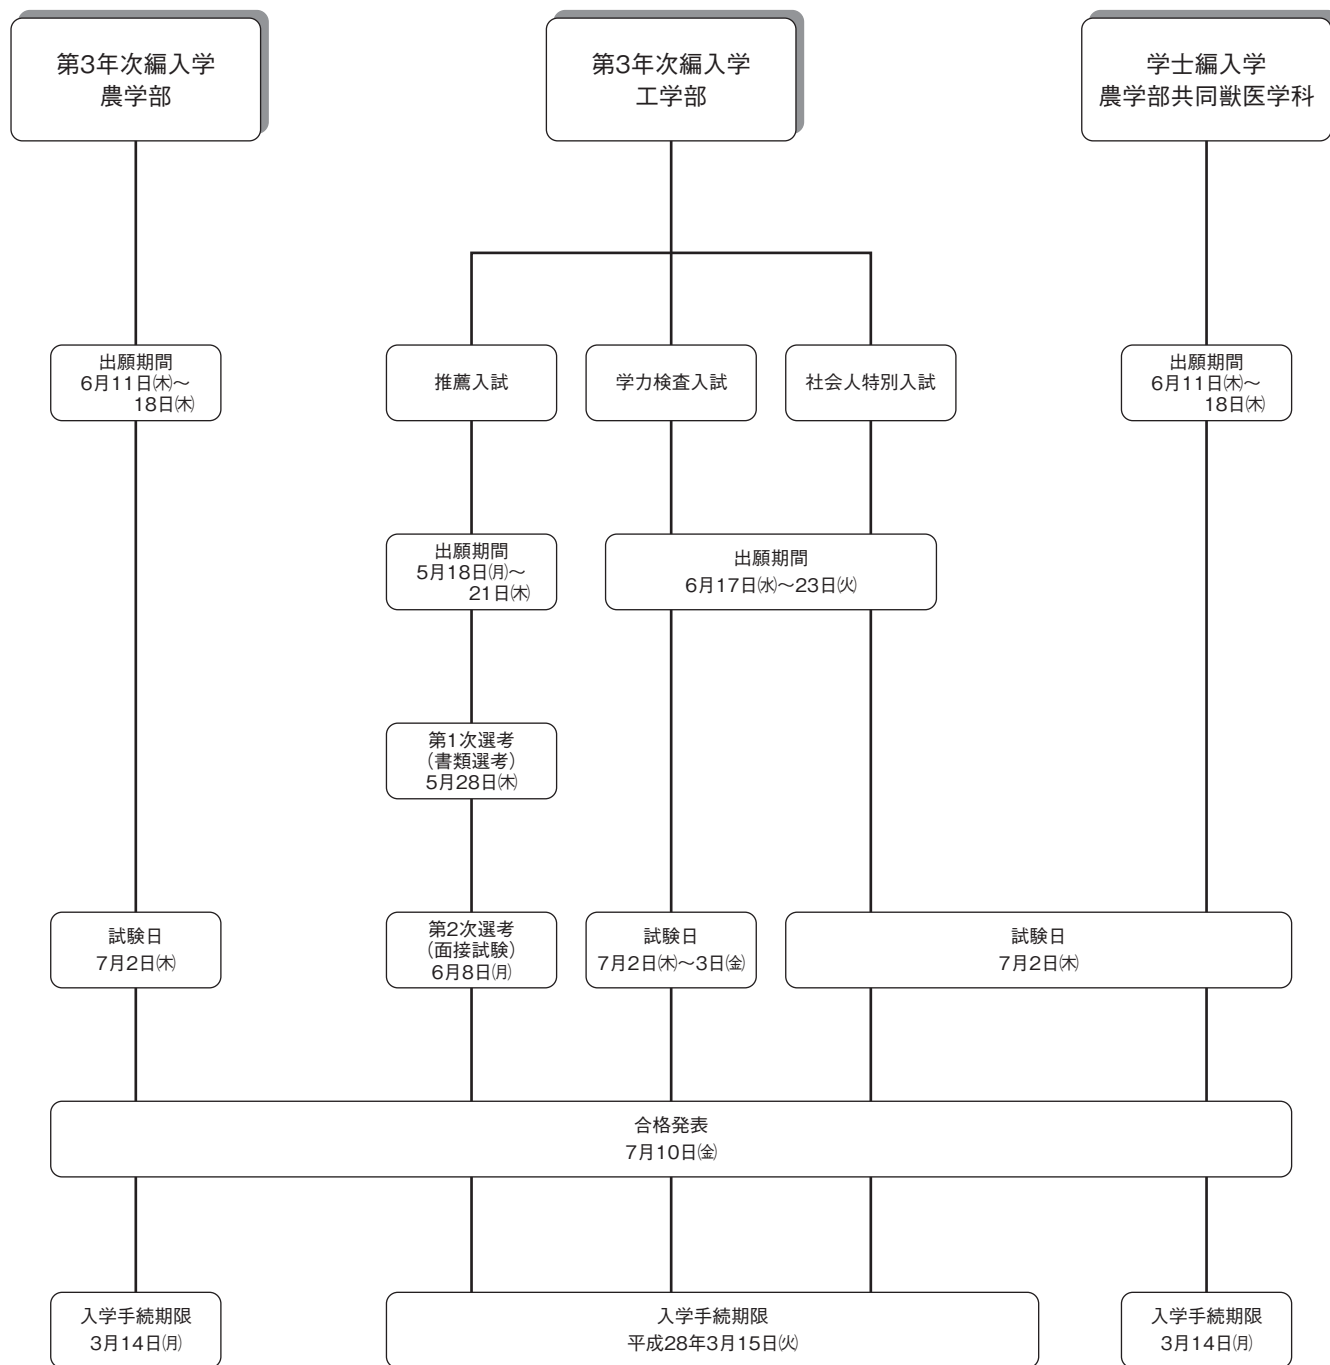 第3年次編入学
農学部
第3年次編入学
工学部
学士編入学
農学部共同獣医学科
出願期間
6月11日㈭～
18日㈭
推薦入試
学力検査入試
社会人特別入試
出願期間
6月11日㈭～
18日㈭
出願期間
5月18日㈪～
21日㈭
出願期間
6月17日㈬～23日㈫
第1次選考
（書類選考）
5月28日㈭
試験日
7月2日㈭
第2次選考
（面接試験）
6月8日㈪
試験日
7月2日㈭～3日㈮
試験日
7月2日㈭
合格発表
7月10日㈮
入学手続期限
3月14日㈪
入学手続期限
平成28年3月15日㈫
入学手続期限
3月14日㈪